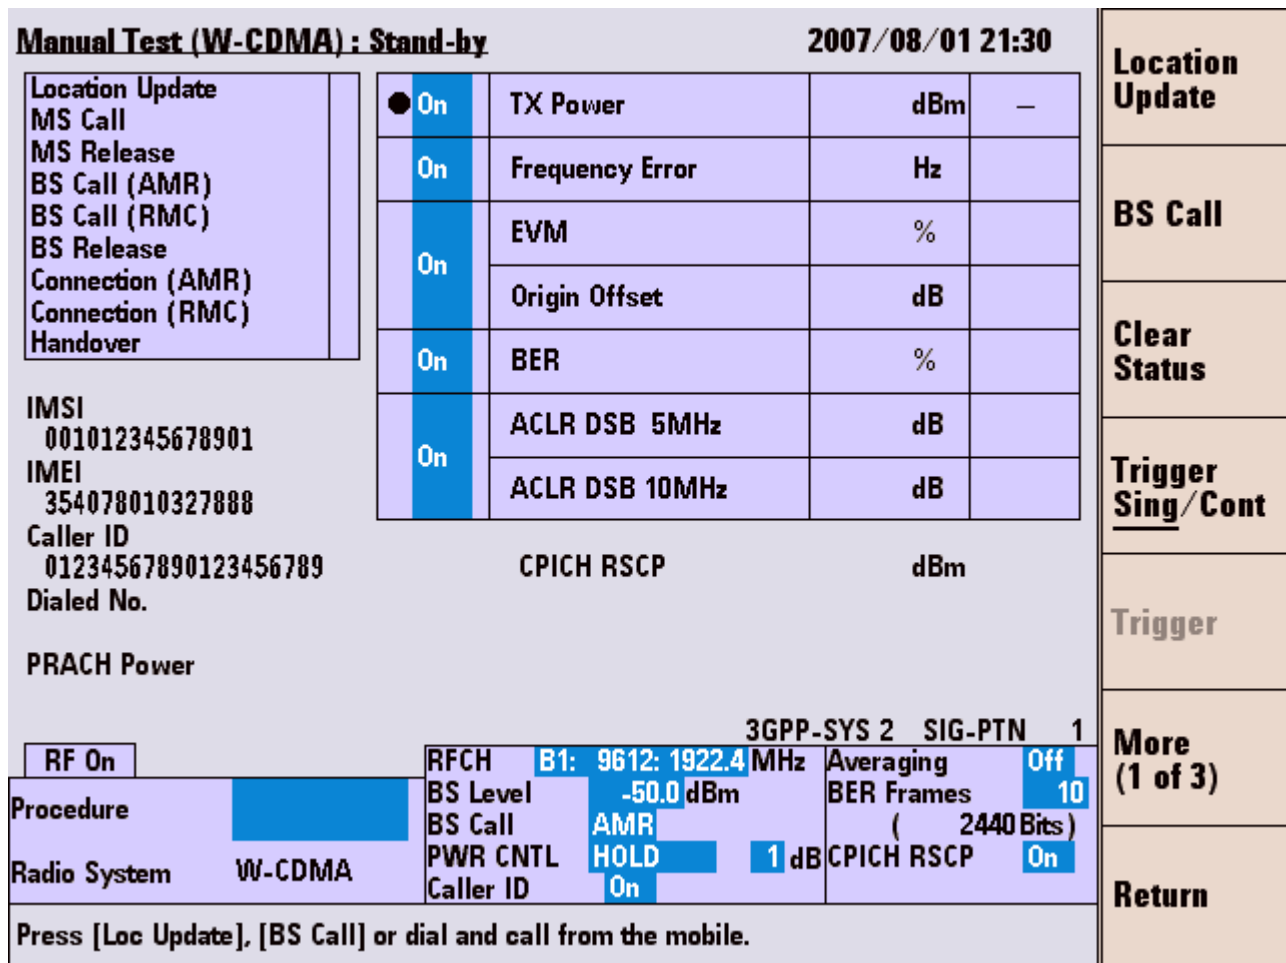 Manual Test (W-CDMA) : Stand-by 2007/08/01 21:30
Location Update
MS Call
MS Release
BS Call (AMR)
BS Call (RMC)
BS Release
Connection (AMR)
Connection (RMC)
Handover
On TX Power dBm –
On Frequency Error Hz
On EVM %
Origin Offset dB
On BER %
On ACLR DSB 5MHz dB
ACLR DSB 10MHz dB
CPICH RSCP dBm
IMSI
001012345678901
IMEI
354078010327888
Caller ID
01234567890123456789
Dialed No.
PRACH Power
3GPP-SYS 2 SIG-PTN 1
RF On
Procedure
Radio System W-CDMA
RFCH B1: 9612: 1922.4 MHz
BS Level -50.0 dBm
BS Call AMR
PWR CNTL HOLD 1 dB
Caller ID On
Averaging Off
BER Frames 10
( 2440 Bits )
CPICH RSCP On
Press [Loc Update], [BS Call] or dial and call from the mobile.
Location
Update
BS Call
Clear
Status
Trigger
Sing/Cont
Trigger
More
(1 of 3)
Return